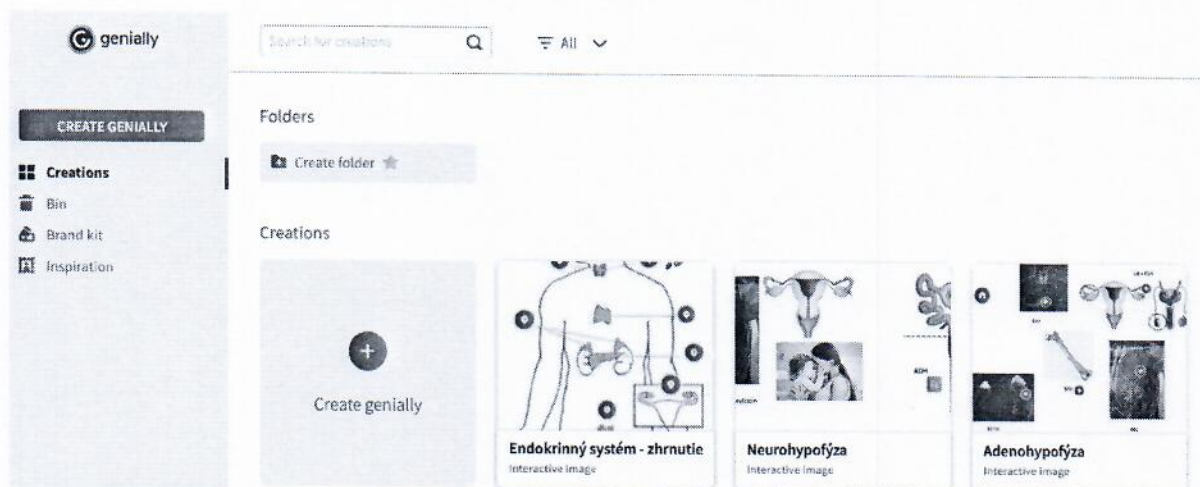 genially
Search for creations
All
CREATE GENIALLY
Creations
Bin
Brand kit
Inspiration
Folders
Create folder
Creations
Create genially
Endokrinný systém - zhrnutie
Interactive image
Neurohypofýza
Interactive image
ADH
Adenohypofýza
Interactive image